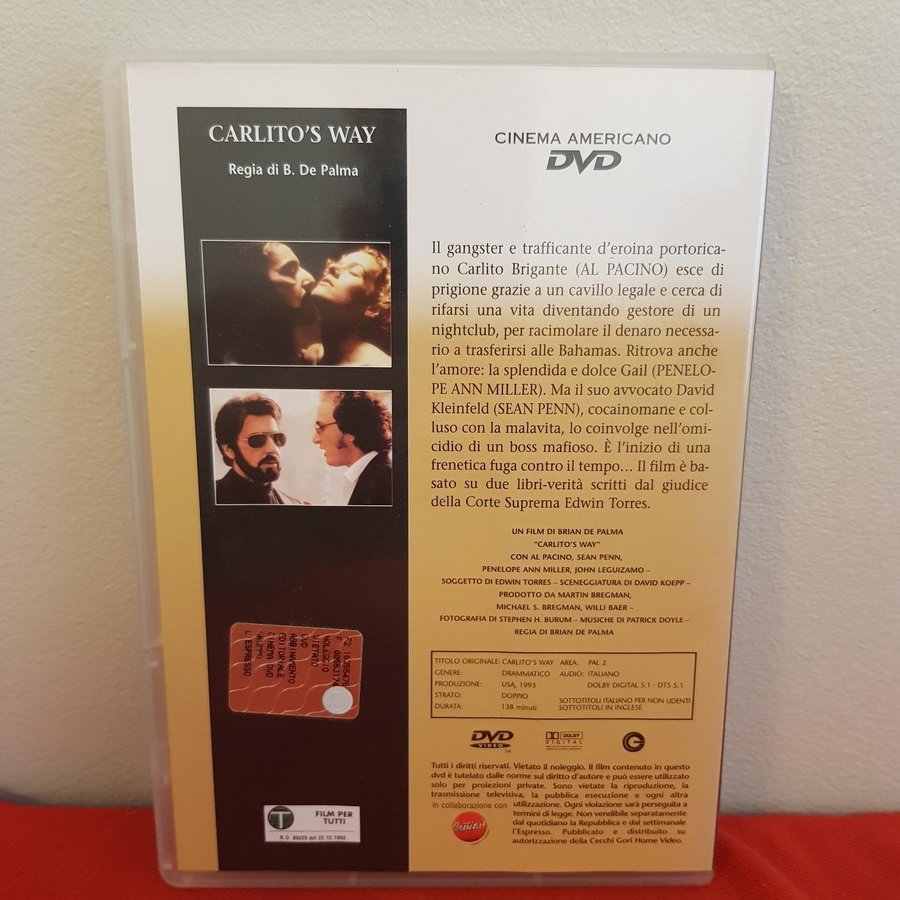 CARLITO'S WAY
Regia di B. De Palma
CINEMA AMERICANO
DVD
Il gangster e trafficante d'eroina portorica-
no Carlito Brigante (AL PACINO) esce di
prigione grazie a un cavillo legale e cerca di
rifarsi una vita diventando gestore di un
nightclub, per racimolare il denaro necessa-
rio a trasferirsi alle Bahamas. Ritrova anche
l'amore: la splendida e dolce Gail (PENELO-
PE ANN MILLER). Ma il suo avvocato David
Kleinfeld (SEAN PENN), cocainomane e col-
luso con la malavita, lo coinvolge nell'omi-
cidio di un boss mafioso. È l'inizio di una
frenetica fuga contro il tempo... Il film è ba-
sato su due libri-verità scritti dal giudice
della Corte Suprema Edwin Torres.
UN FILM DI BRIAN DE PALMA
"CARLITO'S WAY"
CON AL PACINO, SEAN PENN,
PENELOPE ANN MILLER, JOHN LEGUIZAMO –
SOGGETTO DI EDWIN TORRES – SCENEGGIATURA DI DAVID KOEPP –
PRODOTTO DA MARTIN BREGMAN,
MICHAEL S. BREGMAN, WILLI BAER –
FOTOGRAFIA DI STEPHEN H. BURUM – MUSICHE DI PATRICK DOYLE –
REGIA DI BRIAN DE PALMA
TITOLO ORIGINALE: CARLITO'S WAY AREA: PAL 2
GENERE: DRAMMATICO AUDIO: ITALIANO
PRODUZIONE: USA, 1993 DOLBY DIGITAL 5.1 - DTS 5.1
STRATO: DOPPIO SOTTOTITOLI ITALIANO PER NON UDENTI
DURATA: 138 minuti SOTTOTITOLI IN INGLESE
DVD VIDEO
DOLBY DIGITAL
Tutti i diritti riservati. Vietato il noleggio. Il film contenuto in questo
dvd è tutelato dalle norme sul diritto d'autore e può essere utilizzato
solo per proiezioni private. Sono vietate la riproduzione, la
trasmissione televisiva, la pubblica esecuzione e ogni altra
in collaborazione con utilizzazione. Ogni violazione sarà perseguita a
termini di legge. Non vendibile separatamente
dal quotidiano la Repubblica e dal settimanale
l'Espresso. Pubblicato e distribuito su
autorizzazione della Cecchi Gori Home Video.
Capital
NOLEGGIO
VIETATO
DVD
ABBINAMENTO
EDITORIALE
CINEMA DVD
GRUPPO
L ESPRESSO
T
FILM PER
TUTTI